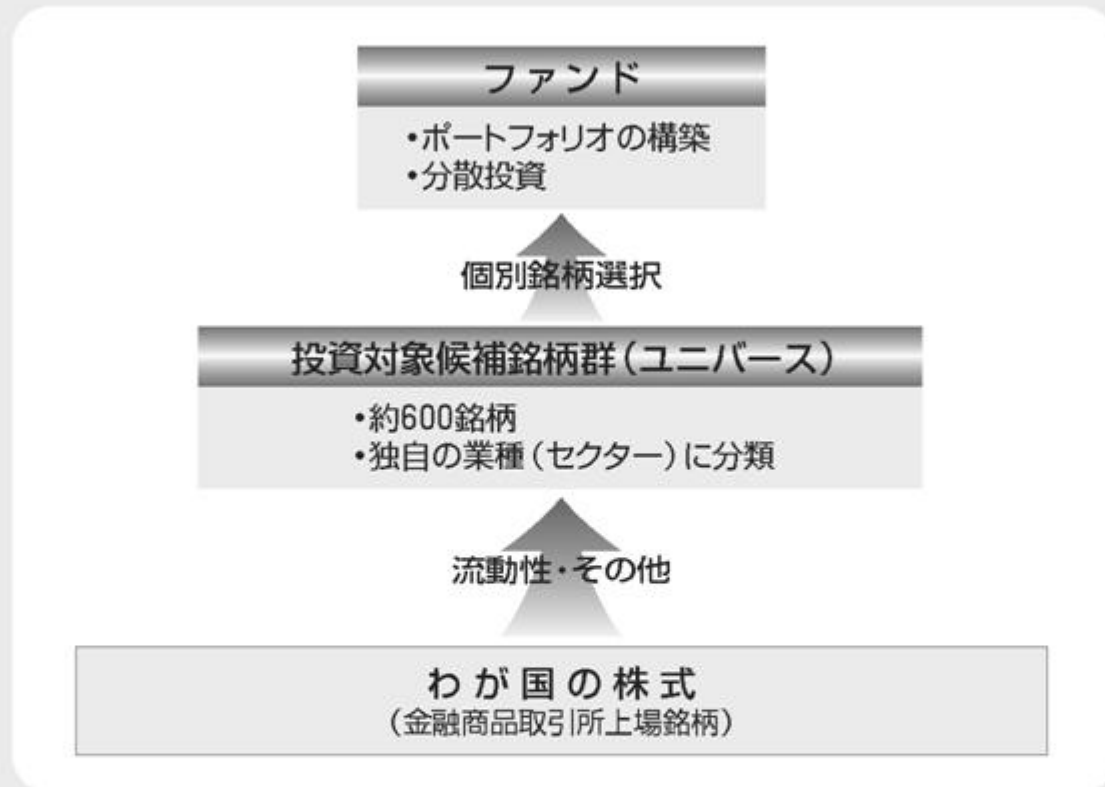 ファンド
・ポートフォリオの構築
・分散投資
個別銘柄選択
投資対象候補銘柄群(ユニバース)
・約600銘柄
・独自の業種(セクター)に分類
流動性・その他
わが国の株式
(金融商品取引所上場銘柄)